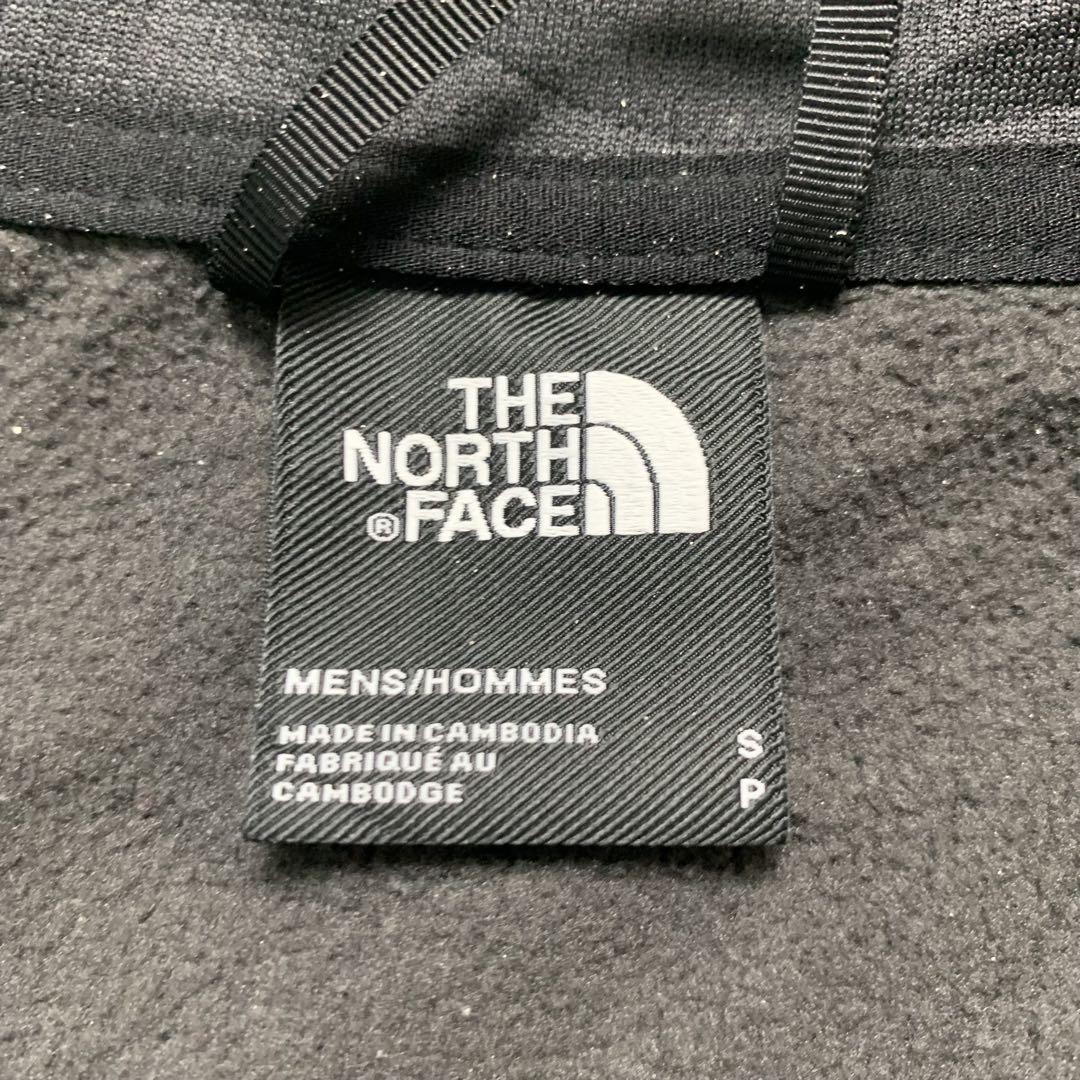 THE
NORTH
® FACE
MENS/HOMMES
MADE IN CAMBODIA
FABRIQUÉ AU
CAMBODGE
S
P